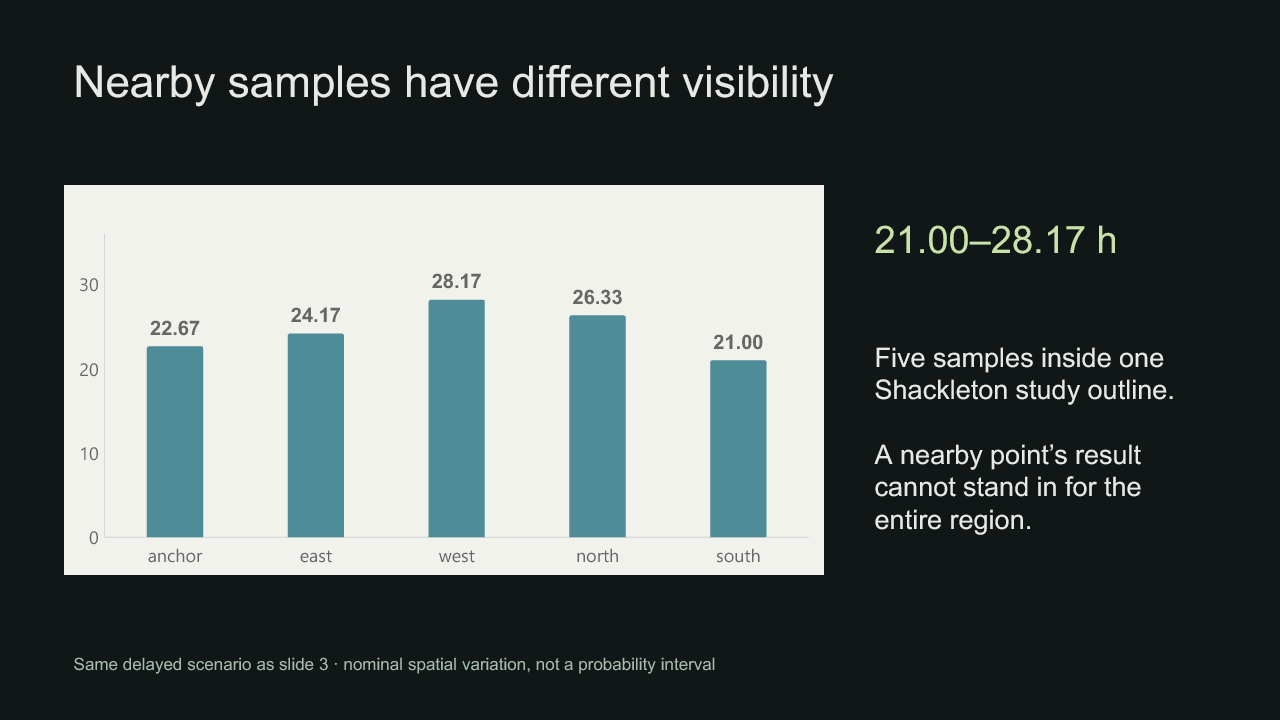 Nearby samples have different visibility
30
20
10
0
22.67
24.17
28.17
26.33
21.00
anchor
east
west
north
south
21.00–28.17 h
Five samples inside one
Shackleton study outline.
A nearby point’s result
cannot stand in for the
entire region.
Same delayed scenario as slide 3 · nominal spatial variation, not a probability interval